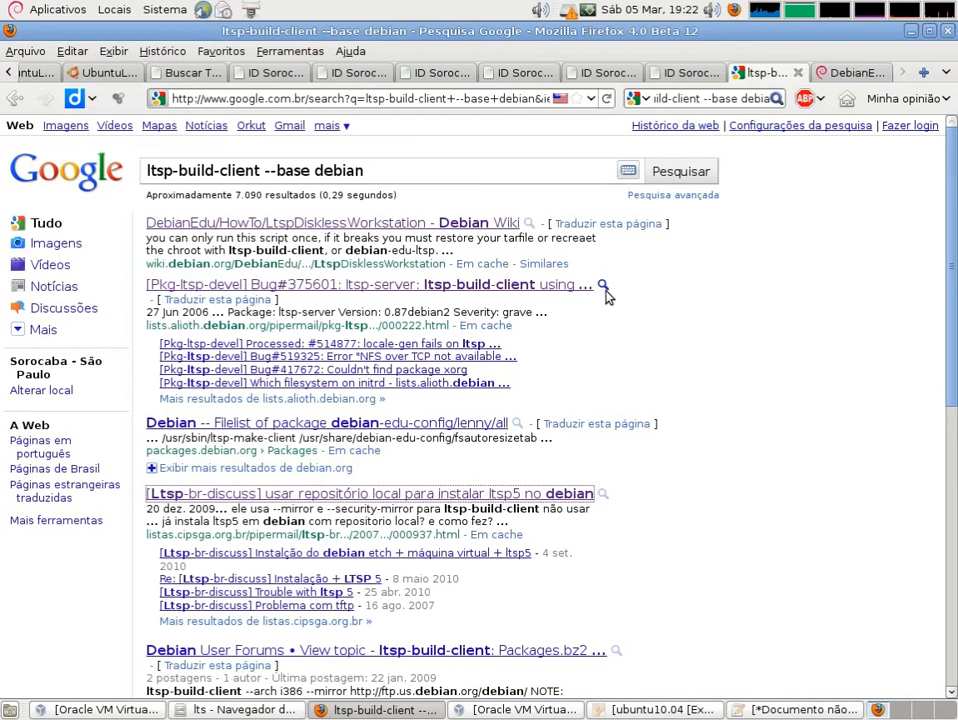 Aplicativos Locais Sistema Sáb 05 Mar, 19:22
ltsp-build-client --base debian - Pesquisa Google - Mozilla Firefox 4.0 Beta 12
Arquivo Editar Exibir Histórico Favoritos Ferramentas Ajuda
untuL... UbuntuL... Buscar T... ID Soroc... ID Soroc... ID Soroc... ID Soroc... ID Soroc... ID Soroc... ltsp-b... DebianE...
http://www.google.com.br/search?q=ltsp-build-client+--base+debian&ie ild-client --base debia ABP Minha opinião
Web Imagens Vídeos Mapas Notícias Orkut Gmail mais ▼ Histórico da web | Configurações da pesquisa | Fazer login
Google ltsp-build-client --base debian Pesquisar
Aproximadamente 7.090 resultados (0,29 segundos) Pesquisa avançada
Tudo
Imagens
Vídeos
Notícias
Discussões
Mais
Sorocaba - São
Paulo
Alterar local
A Web
Páginas em
português
Páginas de Brasil
Páginas estrangeiras
traduzidas
Mais ferramentas
DebianEdu/HowTo/LtspDisklessWorkstation - Debian Wiki - [ Traduzir esta página ]
you can only run this script once, if it breaks you must restore your tarfile or recreaet
the chroot with ltsp-build-client, or debian-edu-ltsp. ...
wiki.debian.org/DebianEdu/...LtspDisklessWorkstation - Em cache - Similares
[Pkg-ltsp-devel] Bug#375601: ltsp-server: ltsp-build-client using ...
- [ Traduzir esta página ]
27 Jun 2006 ... Package: ltsp-server Version: 0.87debian2 Severity: grave ...
lists.alioth.debian.org/pipermail/pkg-ltsp.../000222.html - Em cache
[Pkg-ltsp-devel] Processed: #514877: locale-gen fails on ltsp ...
[Pkg-ltsp-devel] Bug#519325: Error "NFS over TCP not available ...
[Pkg-ltsp-devel] Bug#417672: Couldn't find package xorg
[Pkg-ltsp-devel] Which filesystem on initrd - lists.alioth.debian ...
Mais resultados de lists.alioth.debian.org »
Debian -- Filelist of package debian-edu-config/lenny/all - [ Traduzir esta página ]
... /usr/sbin/ltsp-make-client /usr/share/debian-edu-config/fsautoresizetab ...
packages.debian.org › Packages - Em cache
Exibir mais resultados de debian.org
[Ltsp-br-discuss] usar repositório local para instalar ltsp5 no debian
20 dez. 2009... ele usa --mirror e --security-mirror para ltsp-build-client não usar
... já instala ltsp5 em debian com repositorio local? e como fez? ...
listas.cipsga.org.br/pipermail/ltsp-br.../2007.../000937.html - Em cache
[Ltsp-br-discuss] Instalção do debian etch + máquina virtual + ltsp5 - 4 set.
2010
Re: [Ltsp-br-discuss] Instalação + LTSP 5 - 8 maio 2010
[Ltsp-br-discuss] Trouble with ltsp 5 - 25 abr. 2010
[Ltsp-br-discuss] Problema com tftp - 16 ago. 2007
Mais resultados de listas.cipsga.org.br »
Debian User Forums • View topic - ltsp-build-client: Packages.bz2 ...
- [ Traduzir esta página ]
2 postagens - 1 autor - Última postagem: 22 jan. 2009
ltsp-build-client --arch i386 --mirror http://ftp.us.debian.org/debian/ NOTE:
[Oracle VM Virtua... lts - Navegador d... ltsp-build-client --... [Oracle VM Virtua... [ubuntu10.04 [Ex... [*Documento não...